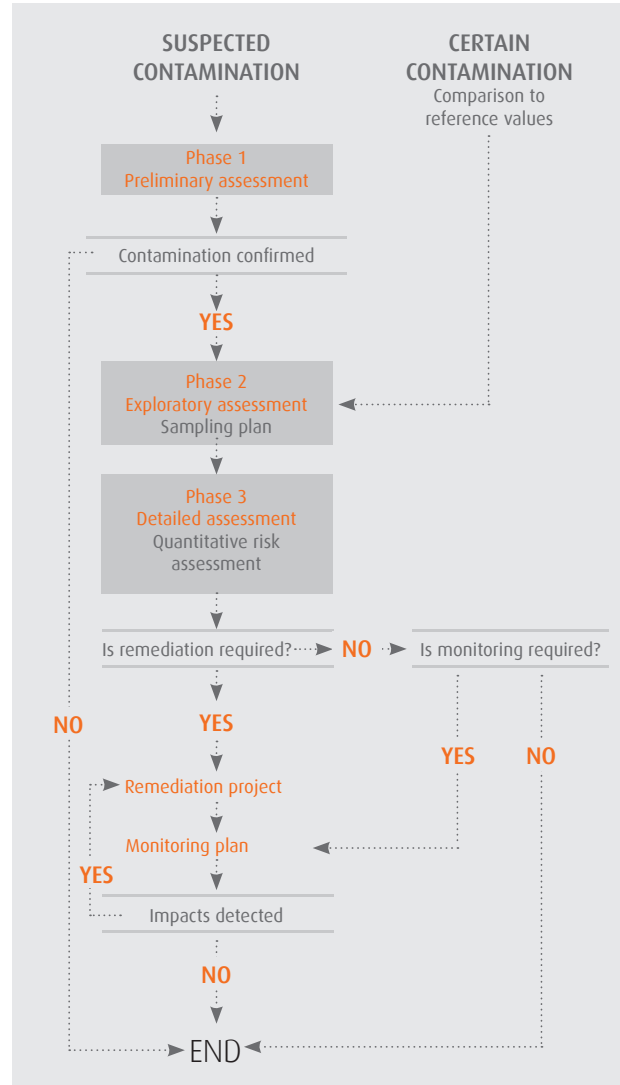 SUSPECTED
CONTAMINATION
CERTAIN
CONTAMINATION
Comparison to
reference values
Phase 1
Preliminary assessment
Contamination confirmed
YES
Phase 2
Exploratory assessment
Sampling plan
Phase 3
Detailed assessment
Quantitative risk
assessment
Is remediation required?
NO
Is monitoring required?
NO
YES
YES
NO
Remediation project
Monitoring plan
YES
Impacts detected
NO
END